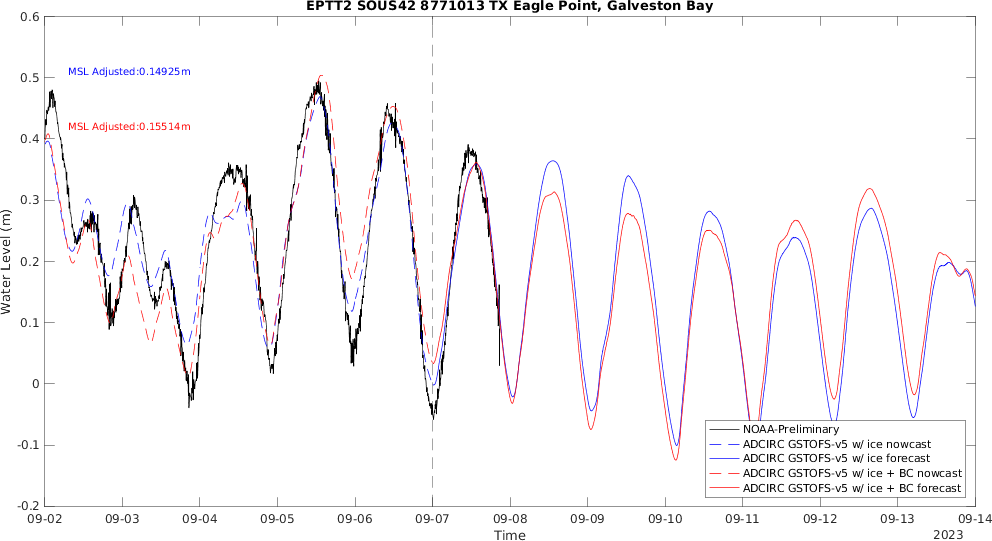 EPTT2 SOUS42 8771013 TX Eagle Point, Galveston Bay
0.6
0.5
0.4
0.3
0.2
0.1
0
-0.1
-0.2
Water Level (m)
MSL Adjusted:0.14925m
MSL Adjusted:0.15514m
NOAA-Preliminary
ADCIRC GSTOFS-v5 w/ ice nowcast
ADCIRC GSTOFS-v5 w/ ice forecast
ADCIRC GSTOFS-v5 w/ ice + BC nowcast
ADCIRC GSTOFS-v5 w/ ice + BC forecast
09-02 09-03 09-04 09-05 09-06 09-07 09-08 09-09 09-10 09-11 09-12 09-13 09-14
Time
2023